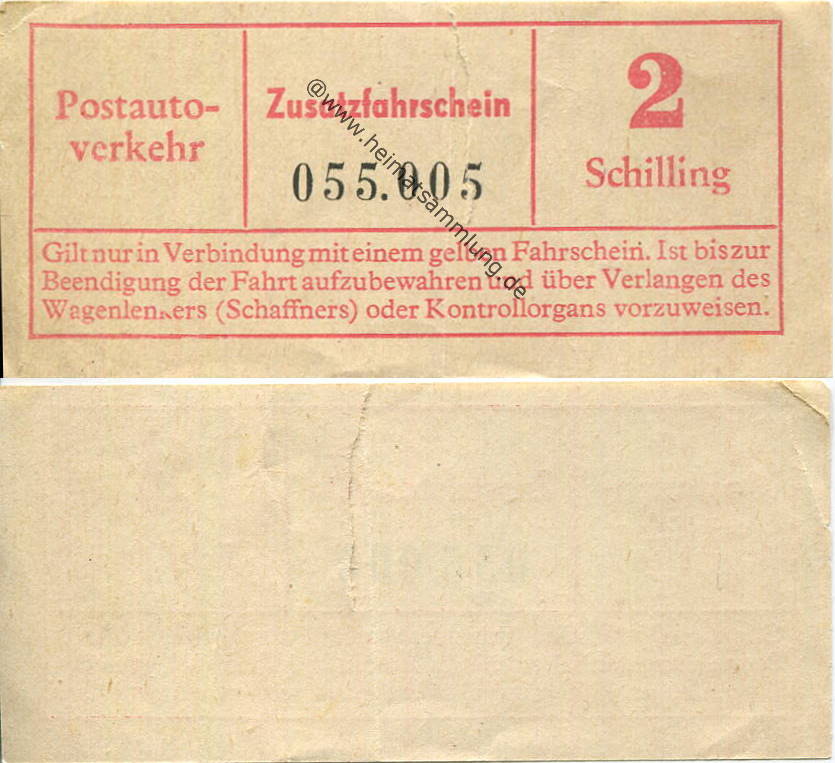 Postauto-
verkehr
Zusatzfahrschein
055.005
2
Schilling
Gilt nur in Verbindung mit einem gelösten Fahrschein. Ist bis zur
Beendigung der Fahrt aufzubewahren und über Verlangen des
Wagenlenkers (Schaffners) oder Kontrollorgans vorzuweisen.
@www.heimatsammlung.de